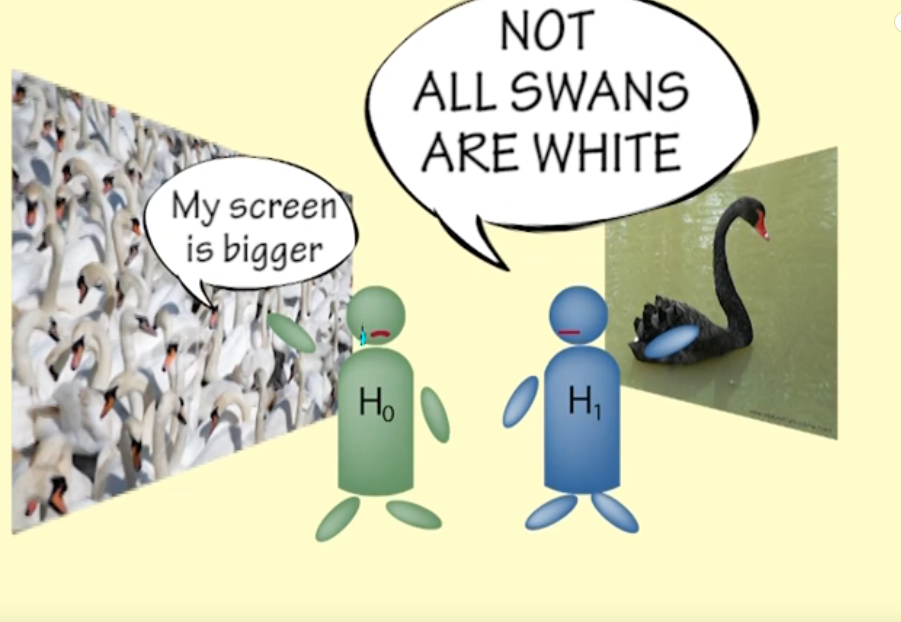 NOT
ALL SWANS
ARE WHITE
My screen
is bigger
H₀
H₁